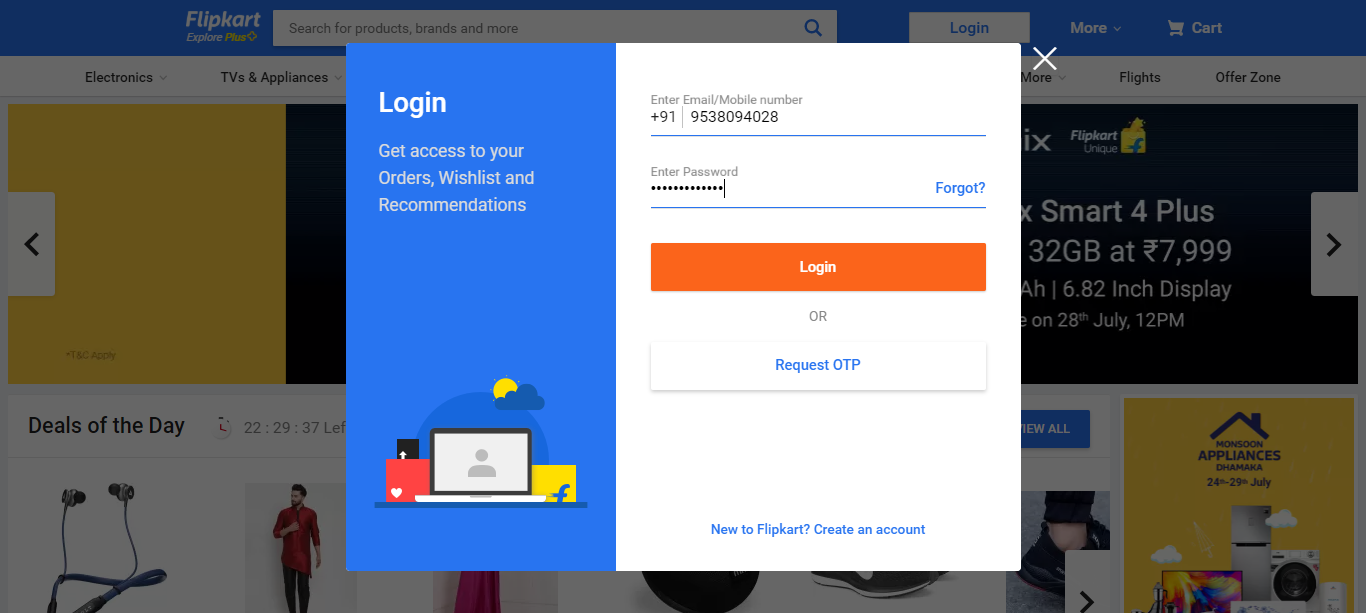 Flipkart
Explore Plus
Search for products, brands and more
Login
More
Cart
Electronics
TVs & Appliances
More
Flights
Offer Zone
Login
Get access to your
Orders, Wishlist and
Recommendations
Enter Email/Mobile number
+91 9538094028
Enter Password
•••••••••••••
Forgot?
Login
OR
Request OTP
New to Flipkart? Create an account
*T&C Apply
ix
Flipkart
Unique
x Smart 4 Plus
32GB at ₹7,999
Ah | 6.82 Inch Display
e on 28th July, 12PM
Deals of the Day
22 : 29 : 37 Lef
VIEW ALL
MONSOON
APPLIANCES
DHAMAKA
24th-29th July